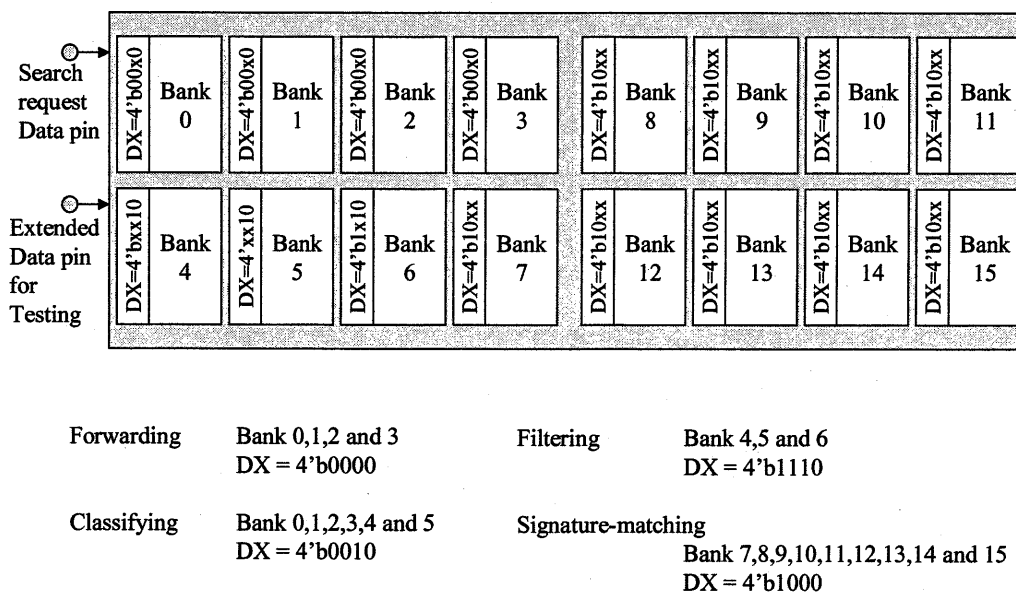 Search
request
Data pin
DX=4'b00x0
Bank
0
DX=4'b00x0
Bank
1
DX=4'b00x0
Bank
2
DX=4'b00x0
Bank
3
DX=4'b10xx
Bank
8
DX=4'b10xx
Bank
9
DX=4'b10xx
Bank
10
DX=4'b10xx
Bank
11
Extended
Data pin
for
Testing
DX=4'bxx10
Bank
4
DX=4'xx10
Bank
5
DX=4'b1x10
Bank
6
DX=4'b10xx
Bank
7
DX=4'b10xx
Bank
12
DX=4'b10xx
Bank
13
DX=4'b10xx
Bank
14
DX=4'b10xx
Bank
15
Forwarding Bank 0,1,2 and 3
DX = 4'b0000
Filtering Bank 4,5 and 6
DX = 4'b1110
Classifying Bank 0,1,2,3,4 and 5
DX = 4'b0010
Signature-matching
Bank 7,8,9,10,11,12,13,14 and 15
DX = 4'b1000